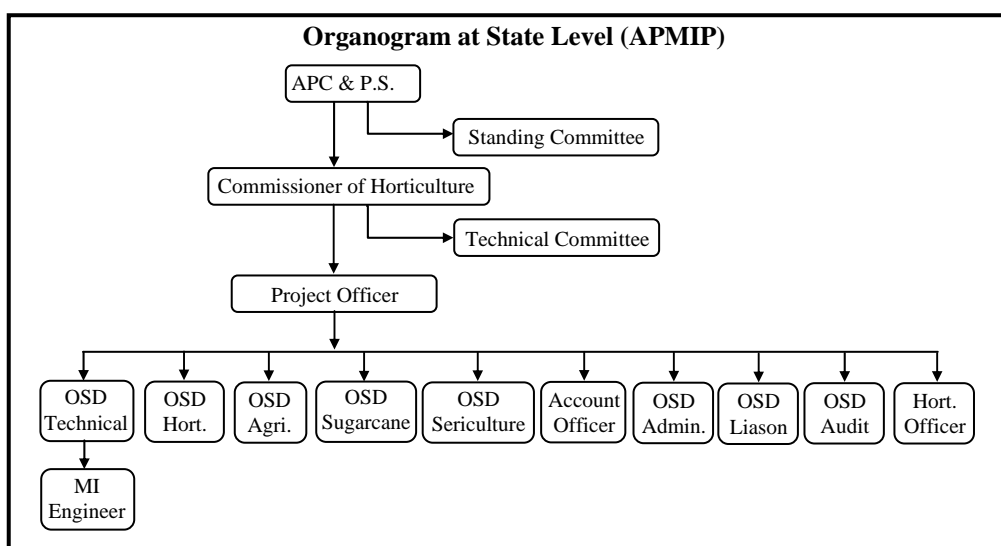 Organogram at State Level (APMIP)
APC & P.S.
Standing Committee
Commissioner of Horticulture
Technical Committee
Project Officer
OSD
Technical
OSD
Hort.
OSD
Agri.
OSD
Sugarcane
OSD
Sericulture
Account
Officer
OSD
Admin.
OSD
Liason
OSD
Audit
Hort.
Officer
MI
Engineer